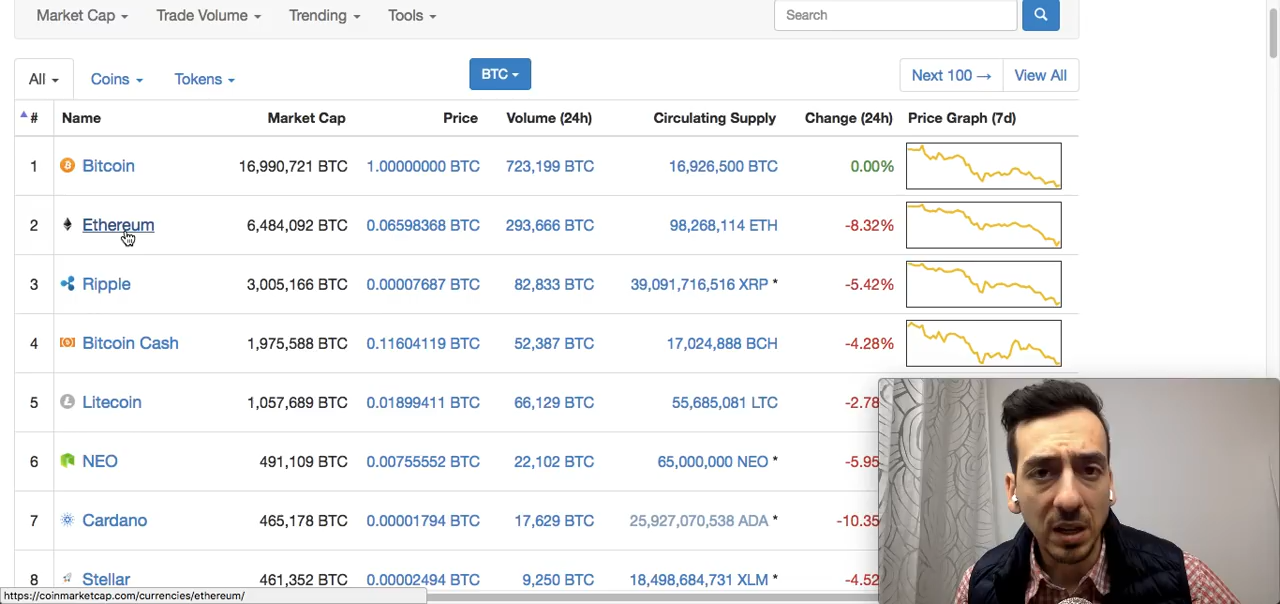 Market Cap Trade Volume Trending Tools Search
All Coins Tokens BTC Next 100 → View All
# Name Market Cap Price Volume (24h) Circulating Supply Change (24h) Price Graph (7d)
1 Bitcoin 16,990,721 BTC 1.00000000 BTC 723,199 BTC 16,926,500 BTC 0.00%
2 Ethereum 6,484,092 BTC 0.06598368 BTC 293,666 BTC 98,268,114 ETH -8.32%
3 Ripple 3,005,166 BTC 0.00007687 BTC 82,833 BTC 39,091,716,516 XRP * -5.42%
4 Bitcoin Cash 1,975,588 BTC 0.11604119 BTC 52,387 BTC 17,024,888 BCH -4.28%
5 Litecoin 1,057,689 BTC 0.01899411 BTC 66,129 BTC 55,685,081 LTC -2.78
6 NEO 491,109 BTC 0.00755552 BTC 22,102 BTC 65,000,000 NEO * -5.95
7 Cardano 465,178 BTC 0.00001794 BTC 17,629 BTC 25,927,070,538 ADA * -10.35
8 Stellar 461,352 BTC 0.00002494 BTC 9,250 BTC 18,498,684,731 XLM * -4.52
https://coinmarketcap.com/currencies/ethereum/